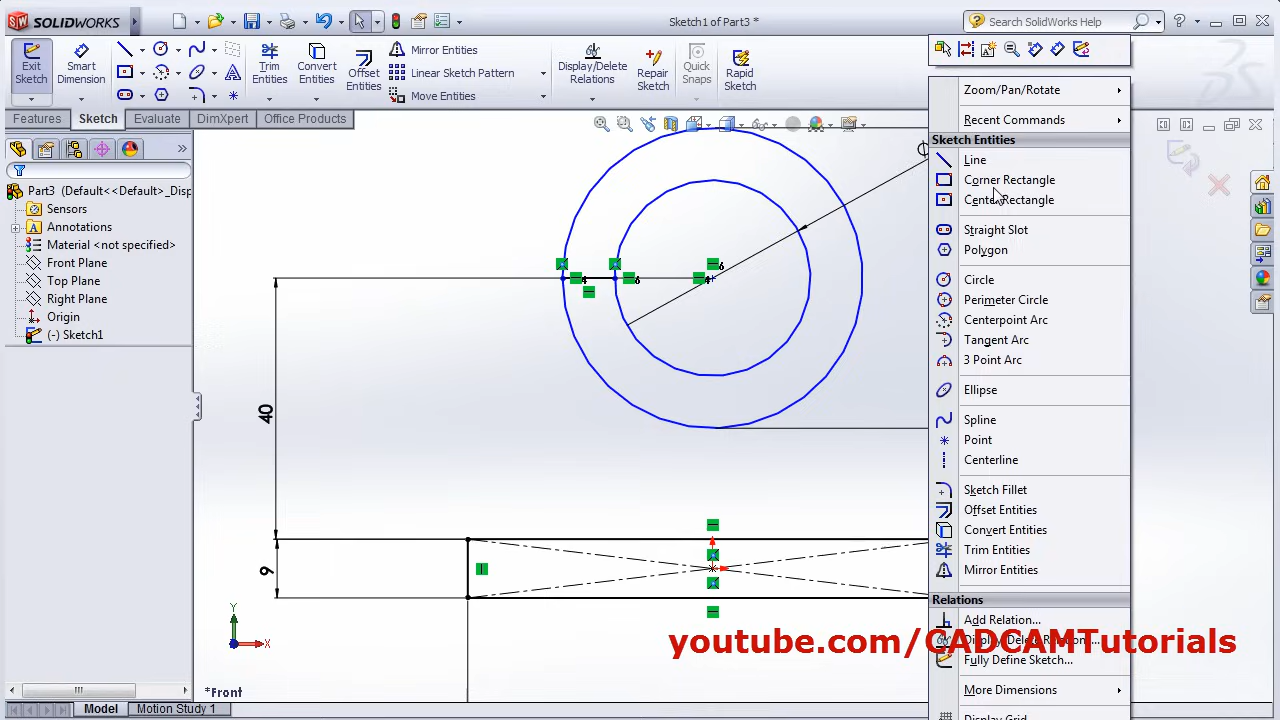 SOLIDWORKS
Sketch1 of Part3 *
Search SolidWorks Help
Exit Sketch
Smart Dimension
Trim Entities
Convert Entities
Offset Entities
Mirror Entities
Linear Sketch Pattern
Move Entities
Display/Delete Relations
Repair Sketch
Quick Snaps
Rapid Sketch
Features
Sketch
Evaluate
DimXpert
Office Products
Part3 (Default<<Default>_Disp
Sensors
Annotations
Material <not specified>
Front Plane
Top Plane
Right Plane
Origin
(-) Sketch1
40
9
Y
X
*Front
Model
Motion Study 1
Zoom/Pan/Rotate
Recent Commands
Sketch Entities
Line
Corner Rectangle
Center Rectangle
Straight Slot
Polygon
Circle
Perimeter Circle
Centerpoint Arc
Tangent Arc
3 Point Arc
Ellipse
Spline
Point
Centerline
Sketch Fillet
Offset Entities
Convert Entities
Trim Entities
Mirror Entities
Relations
Add Relation...
Display/Delete Relations...
Fully Define Sketch...
More Dimensions
Display Grid
youtube.com/CADCAMTutorials